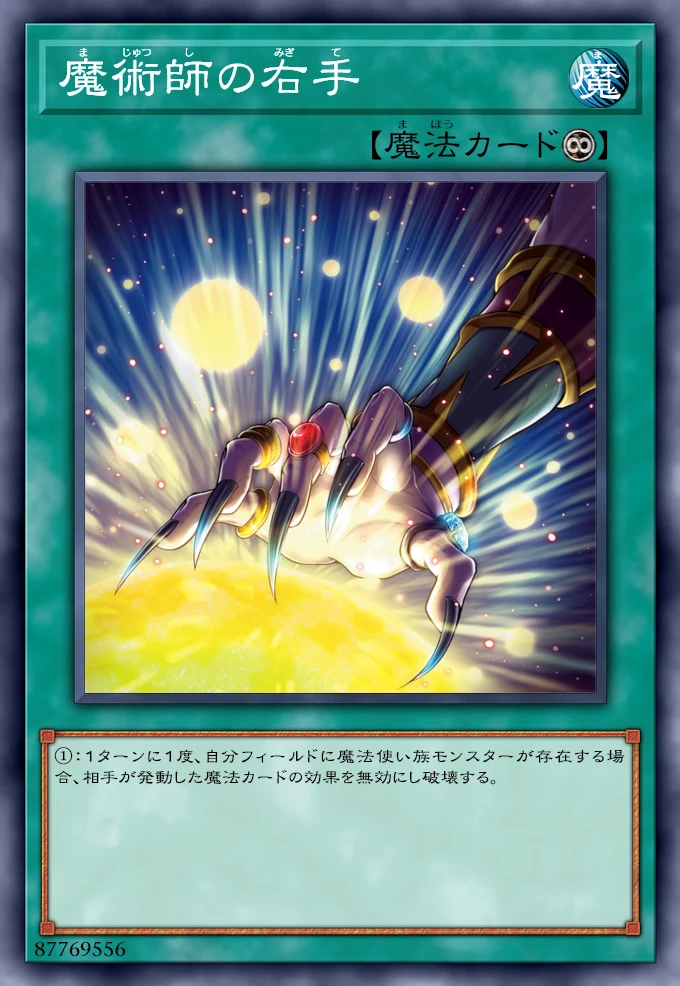 魔術師の右手
魔
【魔法カード♾】
①：１ターンに１度、自分フィールドに魔法使い族モンスターが存在する場
合、相手が発動した魔法カードの効果を無効にし破壊する。
87769556